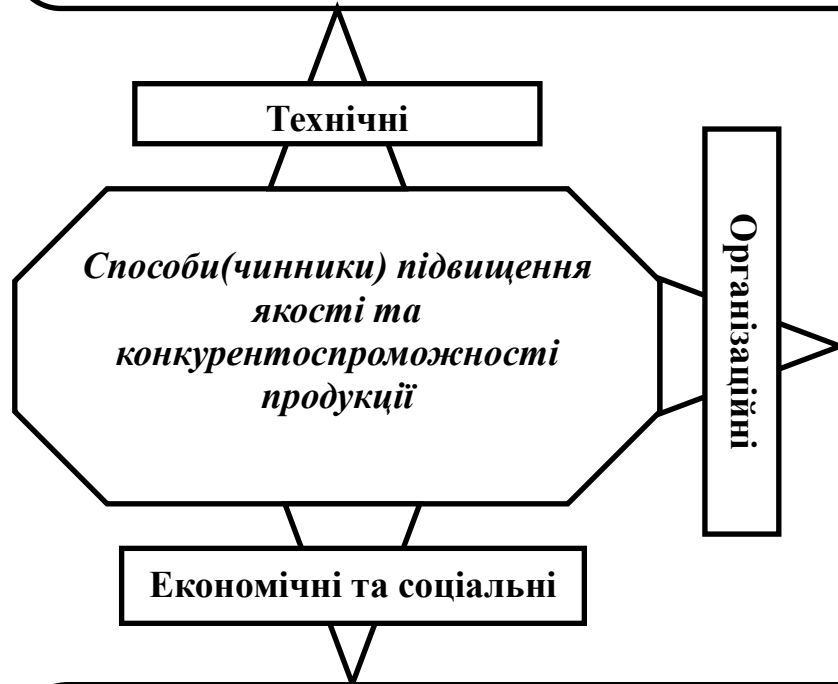 Технічні
Способи(чинники) підвищення
якості та
конкурентоспроможності
продукції
Організаційні
Економічні та соціальні